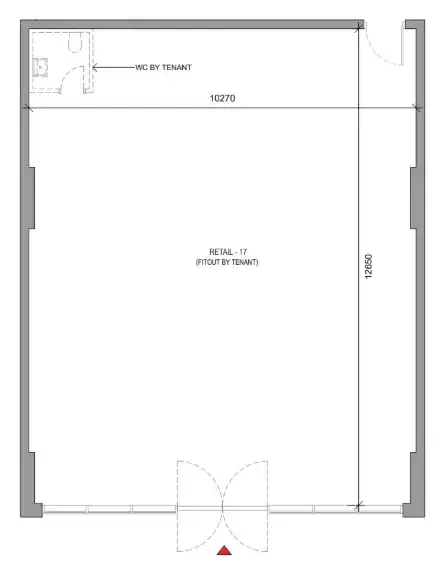 WC BY TENANT
10270
RETAIL - 17
(FITOUT BY TENANT)
12650